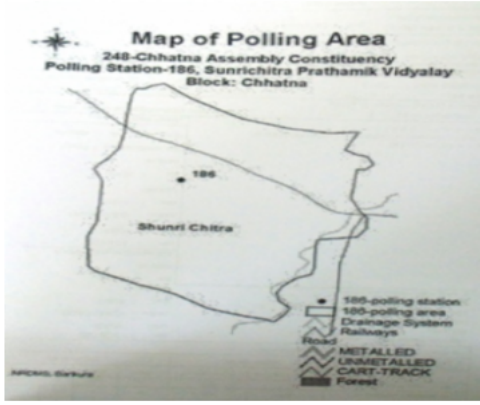 Map of Polling Area
248-Chhatna Assembly Constituency
Polling Station-186, Sunrichitra Prathamik Vidyalay
Block: Chhatna
186
Shunri Chitra
186-polling station
186-polling area
Drainage System
Railways
Road
METALLED
UNMETALLED
CART-TRACK
Forest